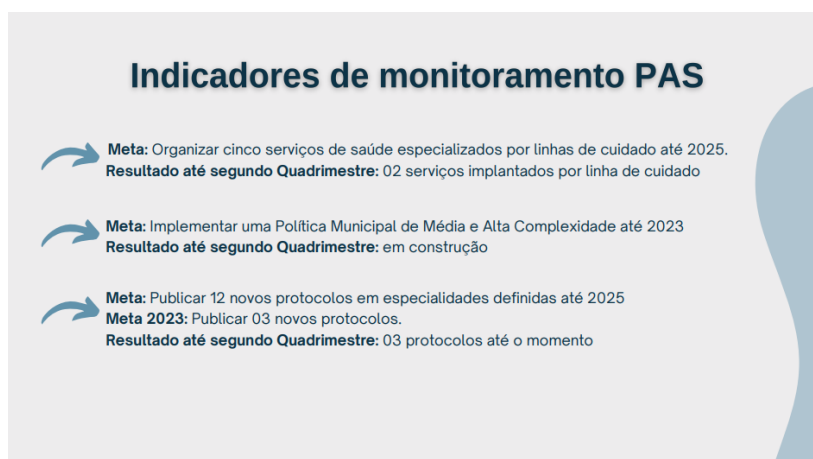 Indicadores de monitoramento PAS
Meta: Organizar cinco serviços de saúde especializados por linhas de cuidado até 2025.
Resultado até segundo Quadrimestre: 02 serviços implantados por linha de cuidado
Meta: Implementar uma Política Municipal de Média e Alta Complexidade até 2023
Resultado até segundo Quadrimestre: em construção
Meta: Publicar 12 novos protocolos em especialidades definidas até 2025
Meta 2023: Publicar 03 novos protocolos.
Resultado até segundo Quadrimestre: 03 protocolos até o momento